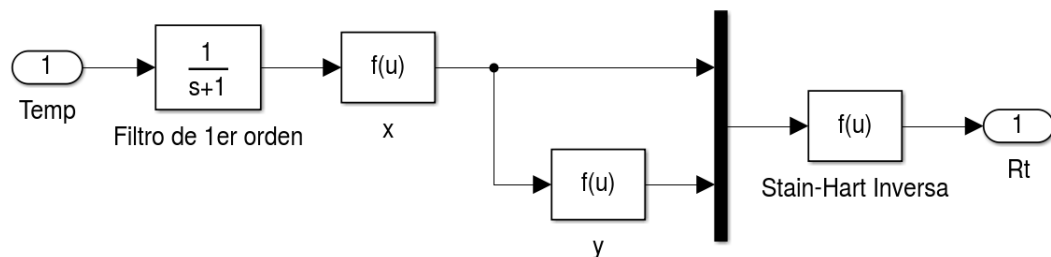 1
Temp
1
s+1
Filtro de 1er orden
f(u)
x
f(u)
y
f(u)
Stain-Hart Inversa
1
Rt